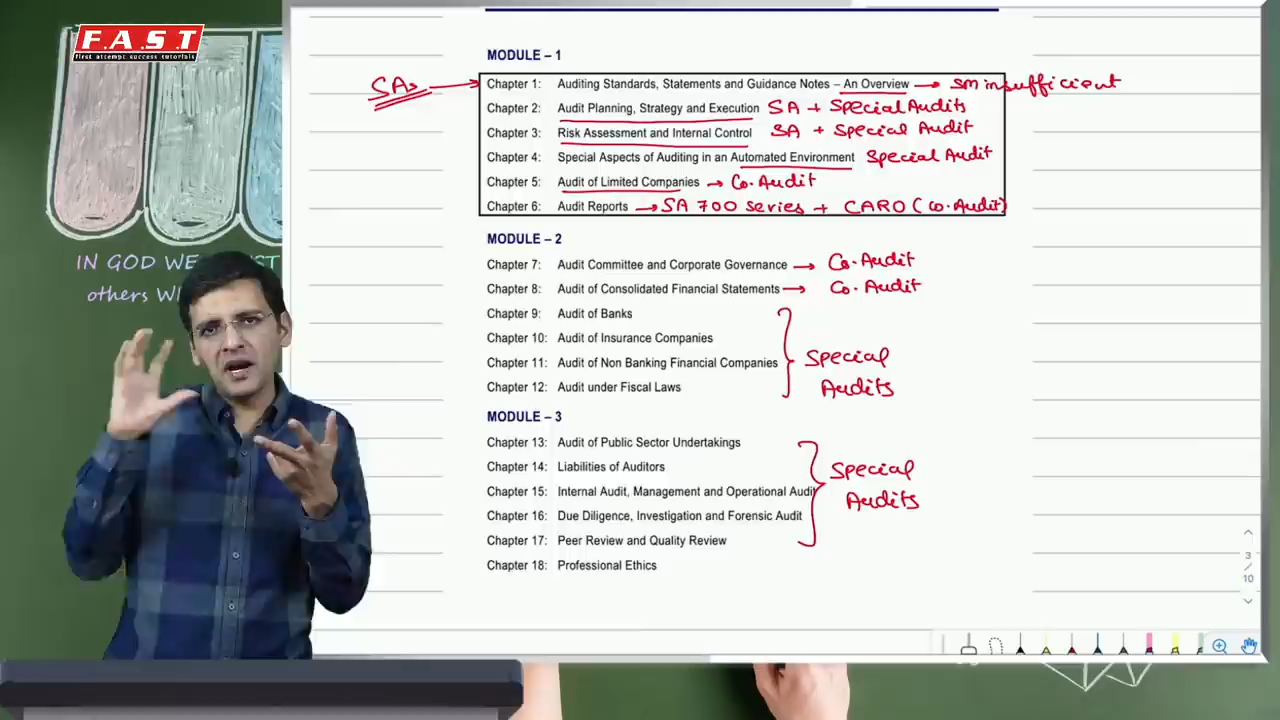 F.A.S.T
first attempt success tutorials
IN GOD WE
others
MODULE – 1
SAs
Chapter 1: Auditing Standards, Statements and Guidance Notes – An Overview → SM insufficient
Chapter 2: Audit Planning, Strategy and Execution SA + Special Audits
Chapter 3: Risk Assessment and Internal Control SA + Special Audit
Chapter 4: Special Aspects of Auditing in an Automated Environment Special Audit
Chapter 5: Audit of Limited Companies → Co. Audit
Chapter 6: Audit Reports → SA 700 series + CARO (Co. Audit)
MODULE – 2
Chapter 7: Audit Committee and Corporate Governance → Co. Audit
Chapter 8: Audit of Consolidated Financial Statements → Co. Audit
Chapter 9: Audit of Banks
Chapter 10: Audit of Insurance Companies
Chapter 11: Audit of Non Banking Financial Companies
Chapter 12: Audit under Fiscal Laws
Special
Audits
MODULE – 3
Chapter 13: Audit of Public Sector Undertakings
Chapter 14: Liabilities of Auditors
Chapter 15: Internal Audit, Management and Operational Audit
Chapter 16: Due Diligence, Investigation and Forensic Audit
Chapter 17: Peer Review and Quality Review
Special
Audits
Chapter 18: Professional Ethics
3
/
10